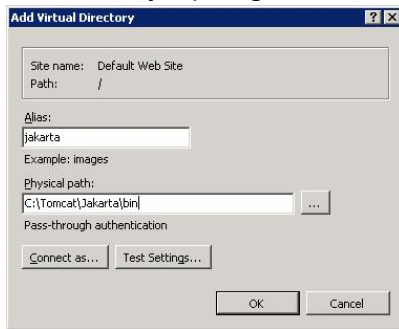 Add Virtual Directory
Site name: Default Web Site
Path: /
Alias:
jakarta
Example: images
Physical path:
C:\Tomcat\Jakarta\bin
...
Pass-through authentication
Connect as... Test Settings...
OK Cancel